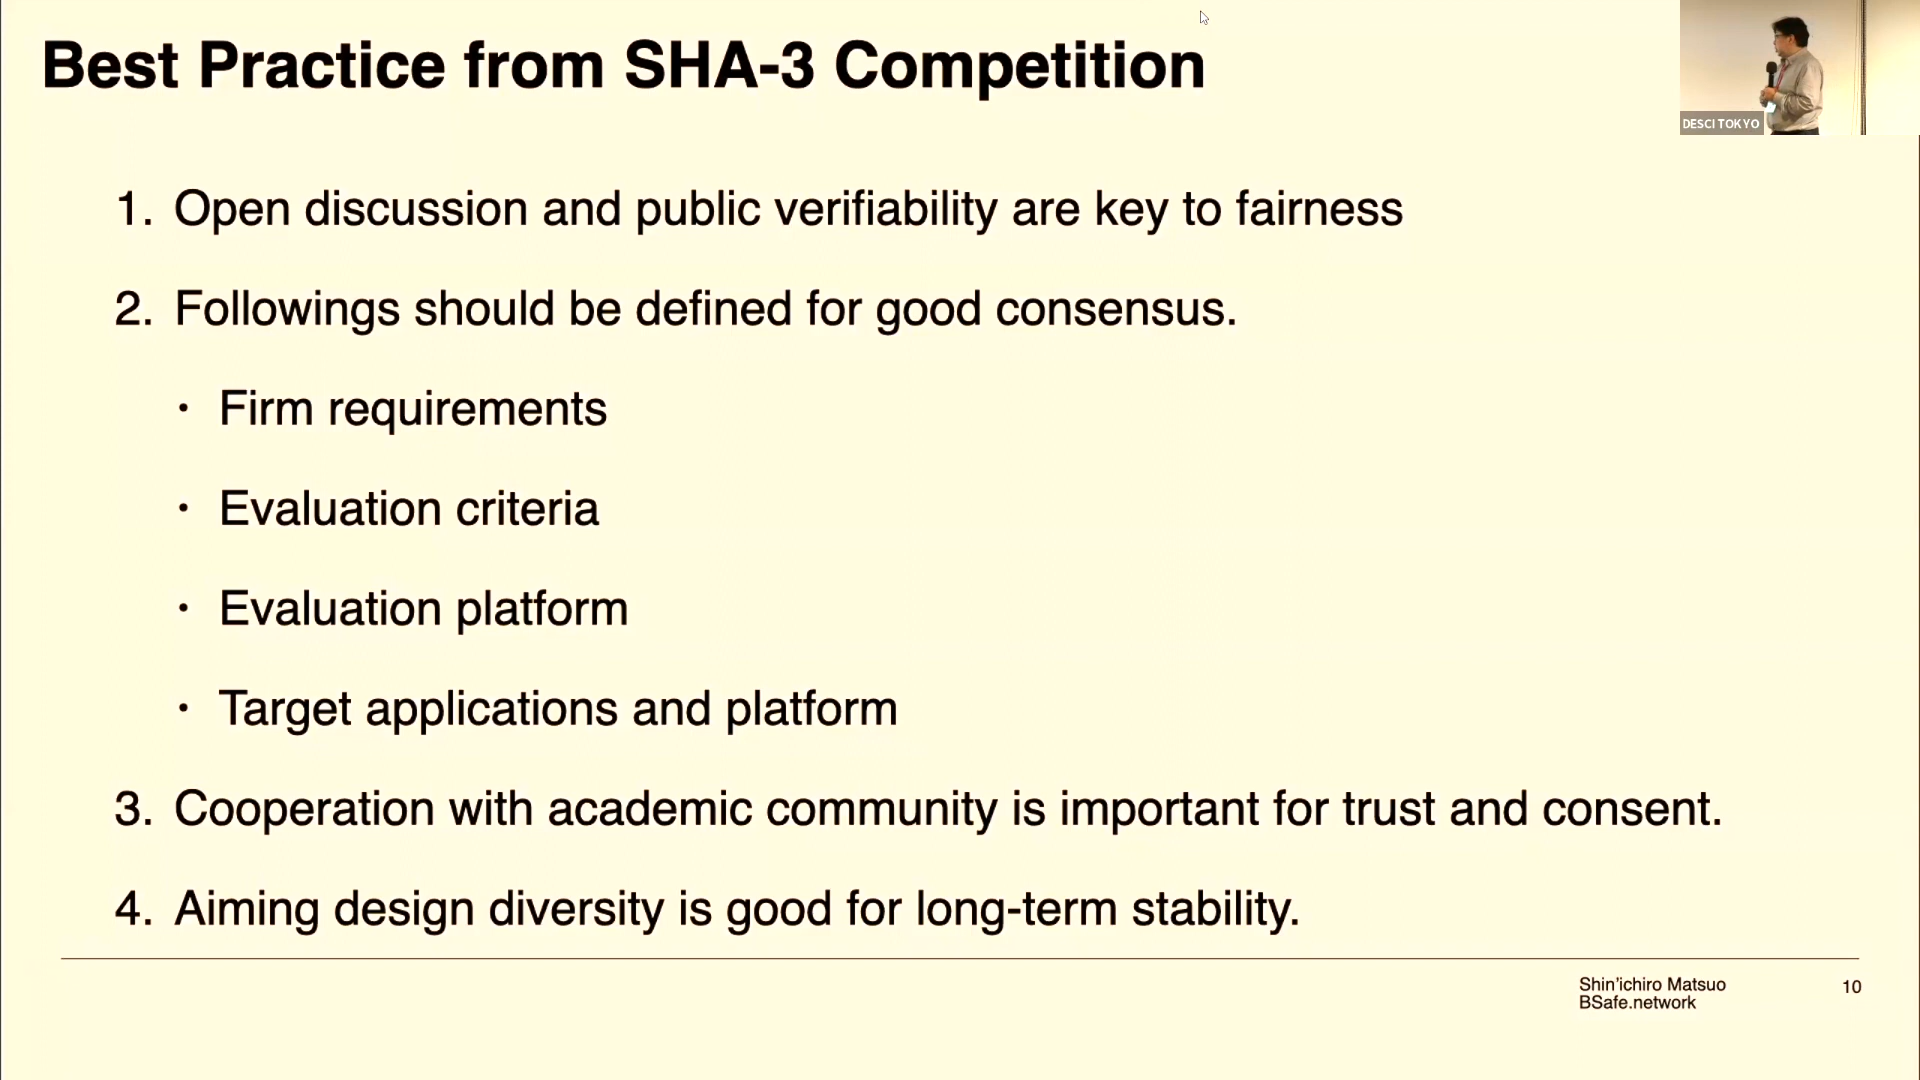 Best Practice from SHA-3 Competition
DESCI TOKYO
1. Open discussion and public verifiability are key to fairness
2. Followings should be defined for good consensus.
• Firm requirements
• Evaluation criteria
• Evaluation platform
• Target applications and platform
3. Cooperation with academic community is important for trust and consent.
4. Aiming design diversity is good for long-term stability.
Shin'ichiro Matsuo
BSafe.network
10